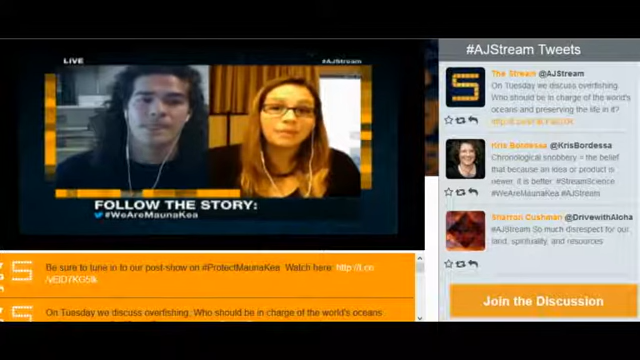 LIVE
#AJStream
FOLLOW THE STORY:
#WeAreMaunaKea
Be sure to tune in to our post-show on #ProtectMaunaKea Watch here: http://t.co
On Tuesday we discuss overfishing. Who should be in charge of the world's oceans
#AJStream Tweets
The Stream @AJStream
On Tuesday we discuss overfishing.
Who should be in charge of the world's
oceans and preserving the life in it?
Kris Bordessa @KrisBordessa
Chronological snobbery = the belief
that because an idea or product is
newer, it is better. #StreamScience
#WeAreMaunaKea #AJStream
Sharran Cushman @DrivewithAloha
#AJStream So much disrespect for our
land, spirituality, and resources
Join the Discussion